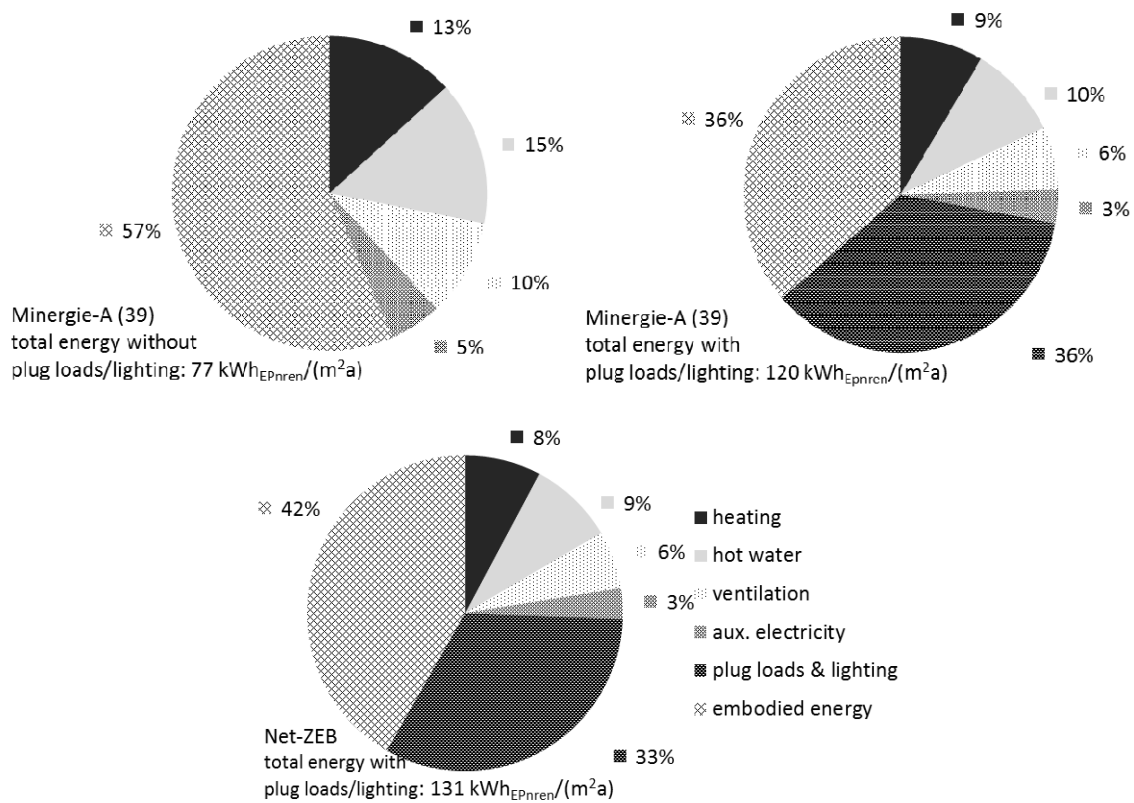 13%
15%
10%
5%
57%
Minergie-A (39)
total energy without
plug loads/lighting: 77 kWhEPnren/(m²a)
9%
10%
6%
3%
36%
36%
Minergie-A (39)
total energy with
plug loads/lighting: 120 kWhEpnren/(m²a)
8%
9%
6%
3%
33%
42%
Net-ZEB
total energy with
plug loads/lighting: 131 kWhEPnren/(m²a)
heating
hot water
ventilation
aux. electricity
plug loads & lighting
embodied energy